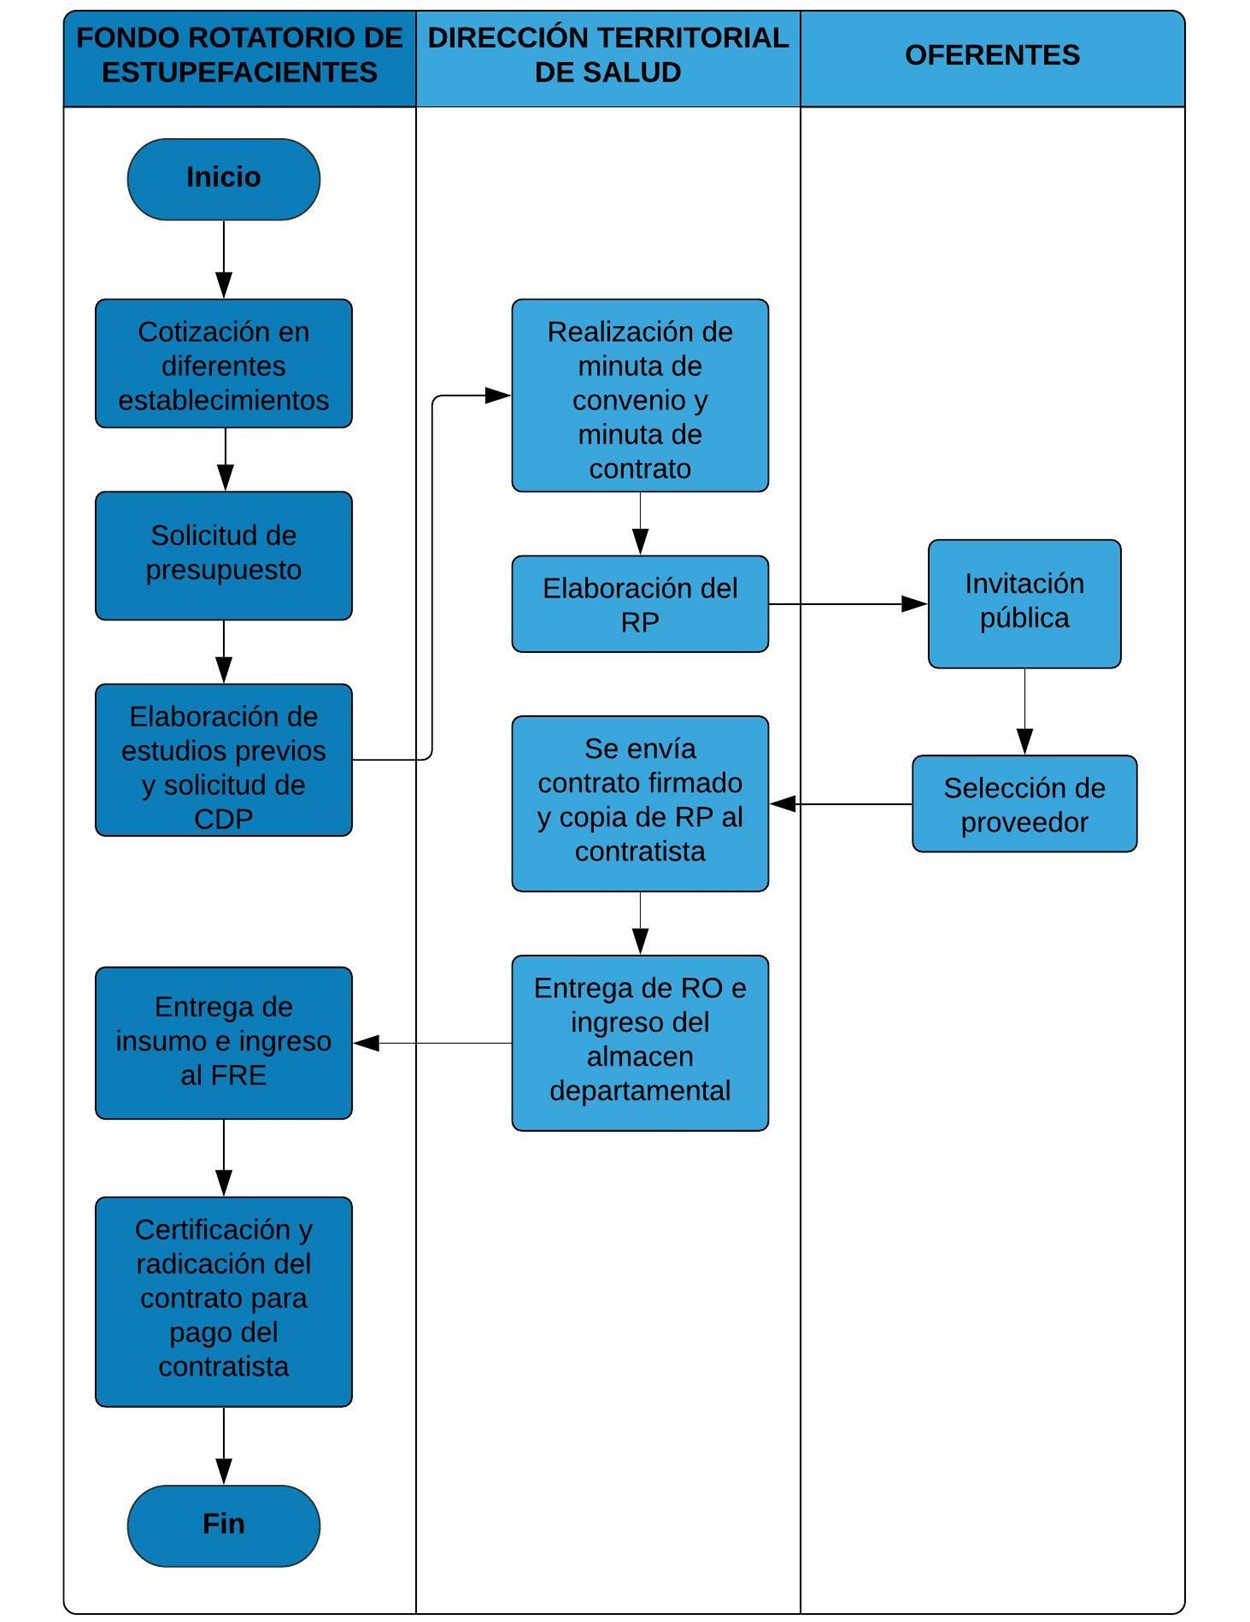 FONDO ROTATORIO DE
ESTUPEFACIENTES
DIRECCIÓN TERRITORIAL
DE SALUD
OFERENTES
Inicio
Cotización en
diferentes
establecimientos
Solicitud de
presupuesto
Elaboración de
estudios previos
y solicitud de
CDP
Realización de
minuta de
convenio y
minuta de
contrato
Elaboración del
RP
Invitación
pública
Selección de
proveedor
Se envía
contrato firmado
y copia de RP al
contratista
Entrega de RO e
ingreso del
almacen
departamental
Entrega de
insumo e ingreso
al FRE
Certificación y
radicación del
contrato para
pago del
contratista
Fin